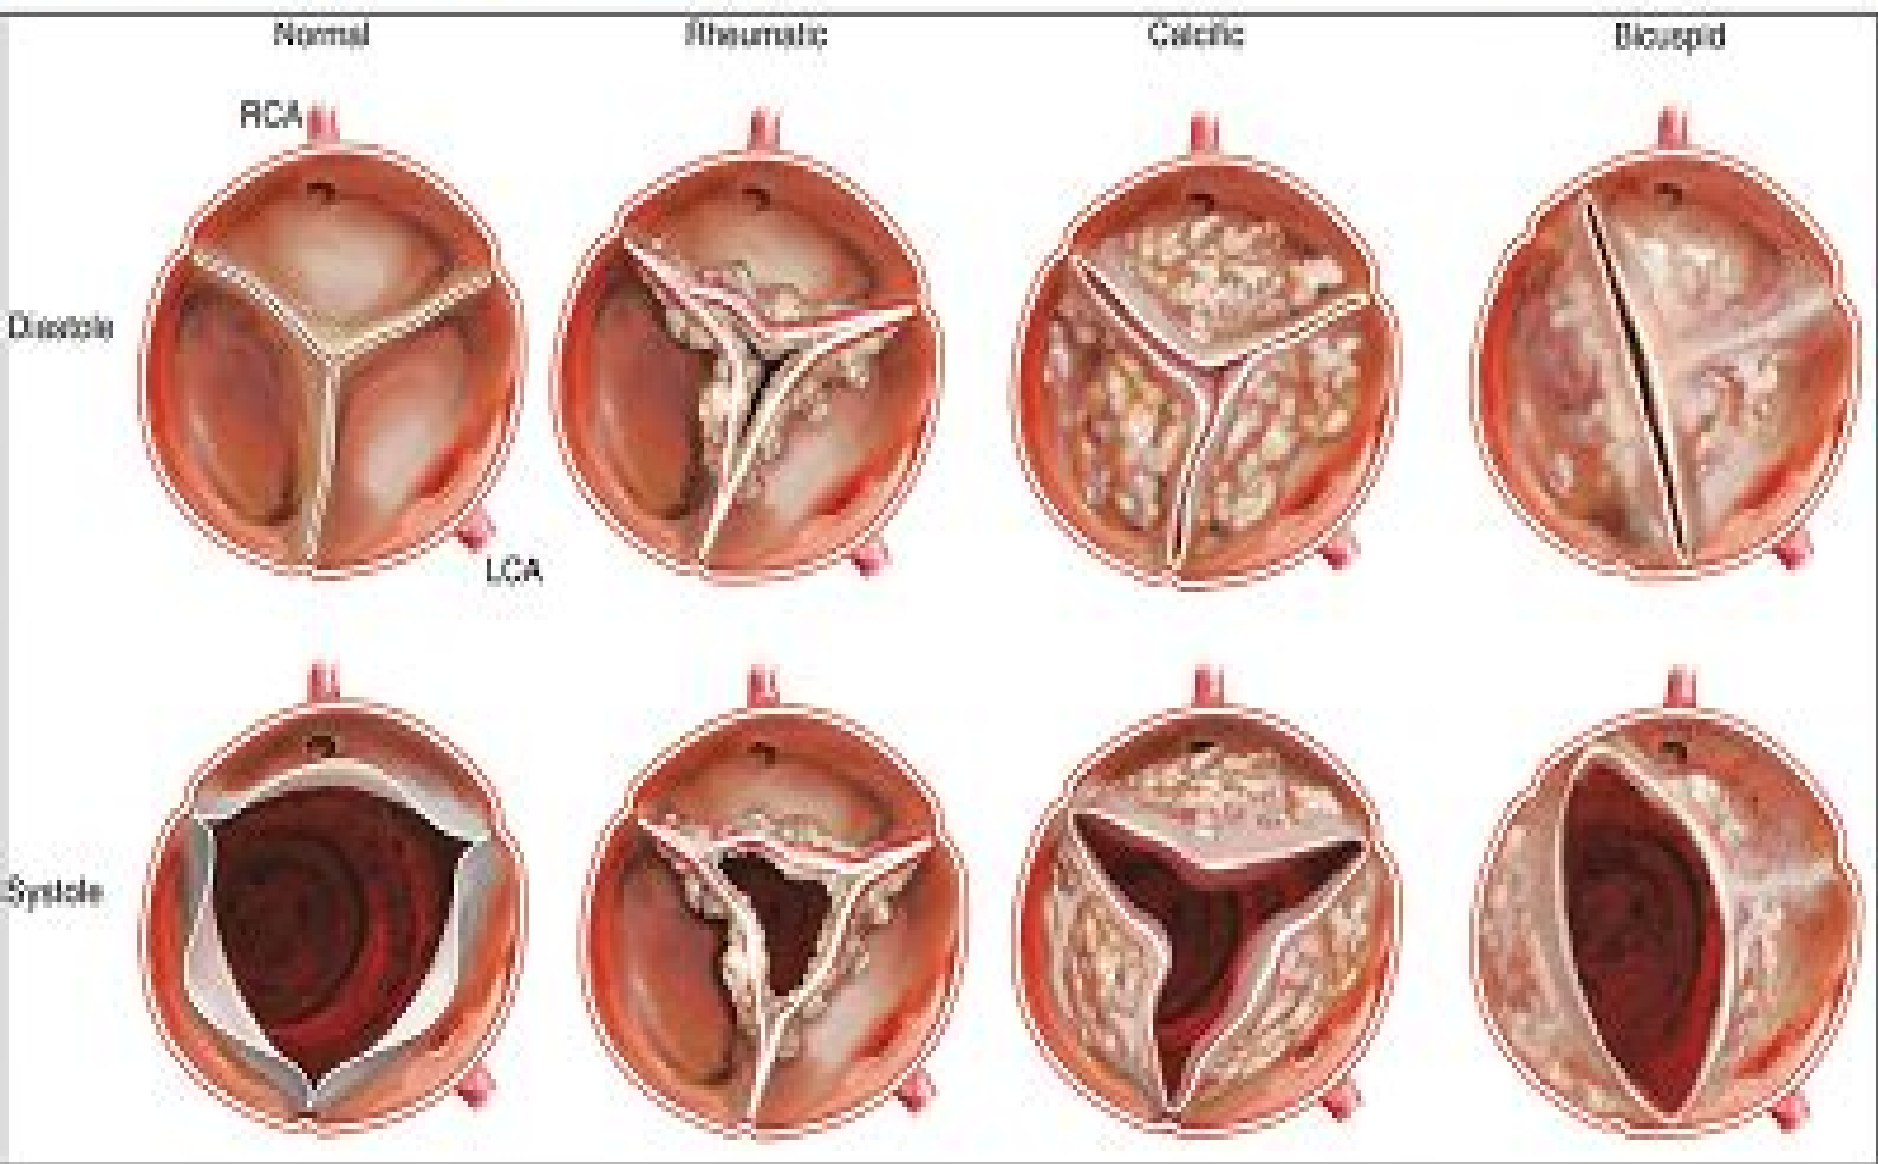 Normal
Rheumatic
Calcific
Bicuspid
RCA
Diastole
LCA
Systole